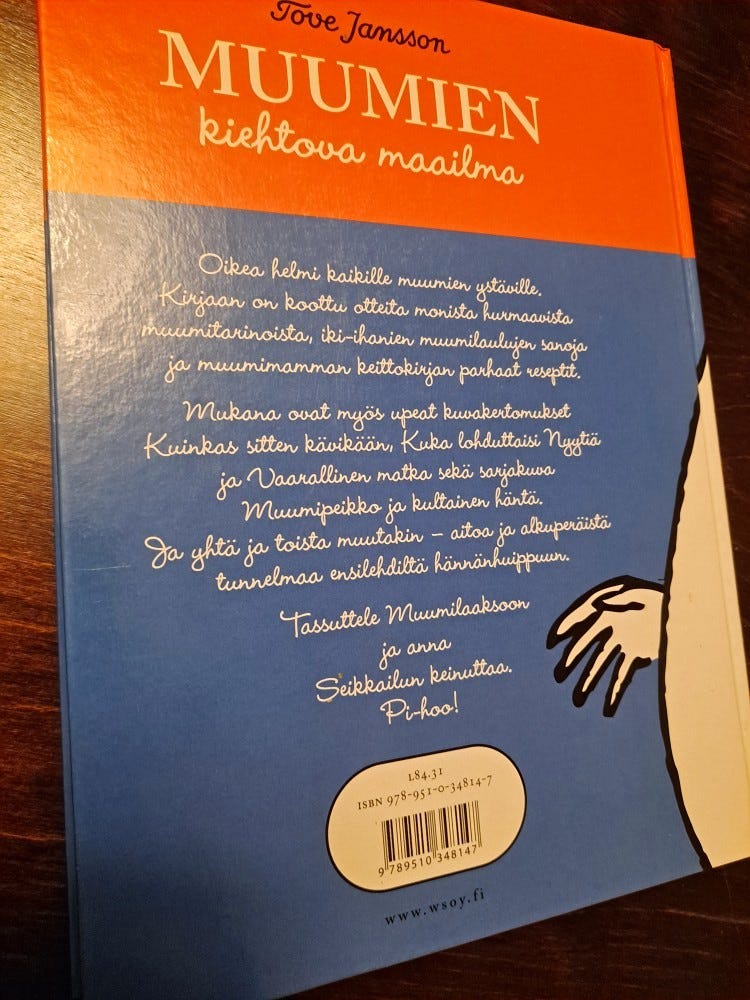 Tove Jansson
MUUMIEN
kiehtova maailma
Oikea helmi kaikille muumien ystäville.
Kirjaan on koottu otteita monista hurmaavista
muumitarinoista, iki-ihanien muumilaulujen sanoja
ja muumimamman keittokirjan parhaat reseptit.
Mukana ovat myös upeat kuvakertomukset
Kuinkas sitten kävikään, Kuka lohduttaisi Nyytiä
ja Vaarallinen matka sekä sarjakuva
Muumipeikko ja kultainen häntä.
Ja yhtä ja toista muutakin – aitoa ja alkuperäistä
tunnelmaa ensilehdiltä hännänhuippuun.
Tassuttele Muumilaaksoon
ja anna
Seikkailun keinuttaa.
Pi-hoo!
L84.31
ISBN 978-951-0-34814-7
9 789510 348147
www.wsoy.fi